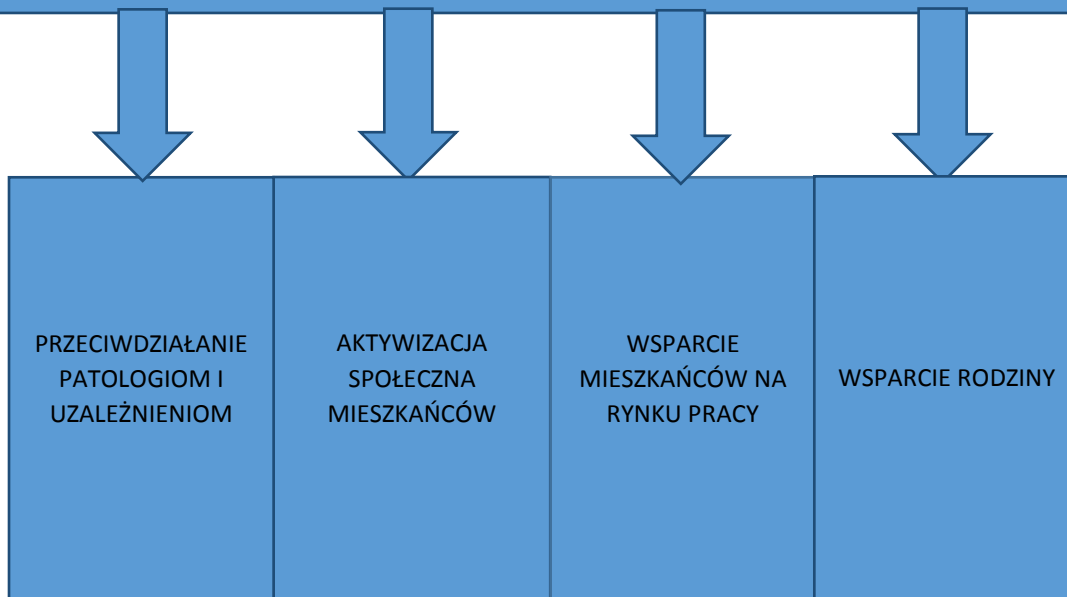 PRZECIWDZIAŁANIE
PATOLOGIOM I
UZALEŻNIENIOM
AKTYWIZACJA
SPOŁECZNA
MIESZKAŃCÓW
WSPARCIE
MIESZKAŃCÓW NA
RYNKU PRACY
WSPARCIE RODZINY